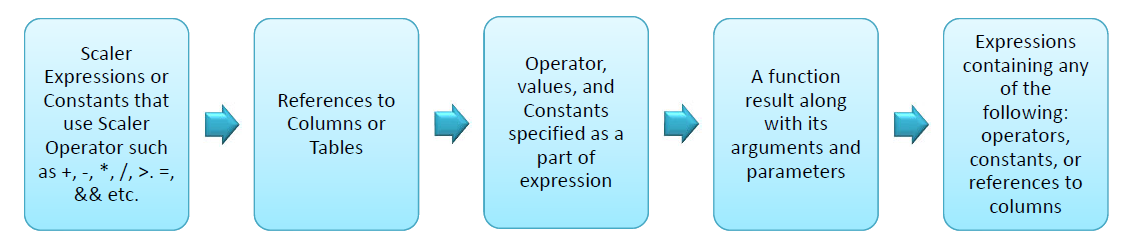 Scaler
Expressions or
Constants that
use Scaler
Operator such
as +, -, *, /, >. =,
&& etc.
References to
Columns or
Tables
Operator,
values, and
Constants
specified as a
part of
expression
A function
result along
with its
arguments and
parameters
Expressions
containing any
of the
following:
operators,
constants, or
references to
columns